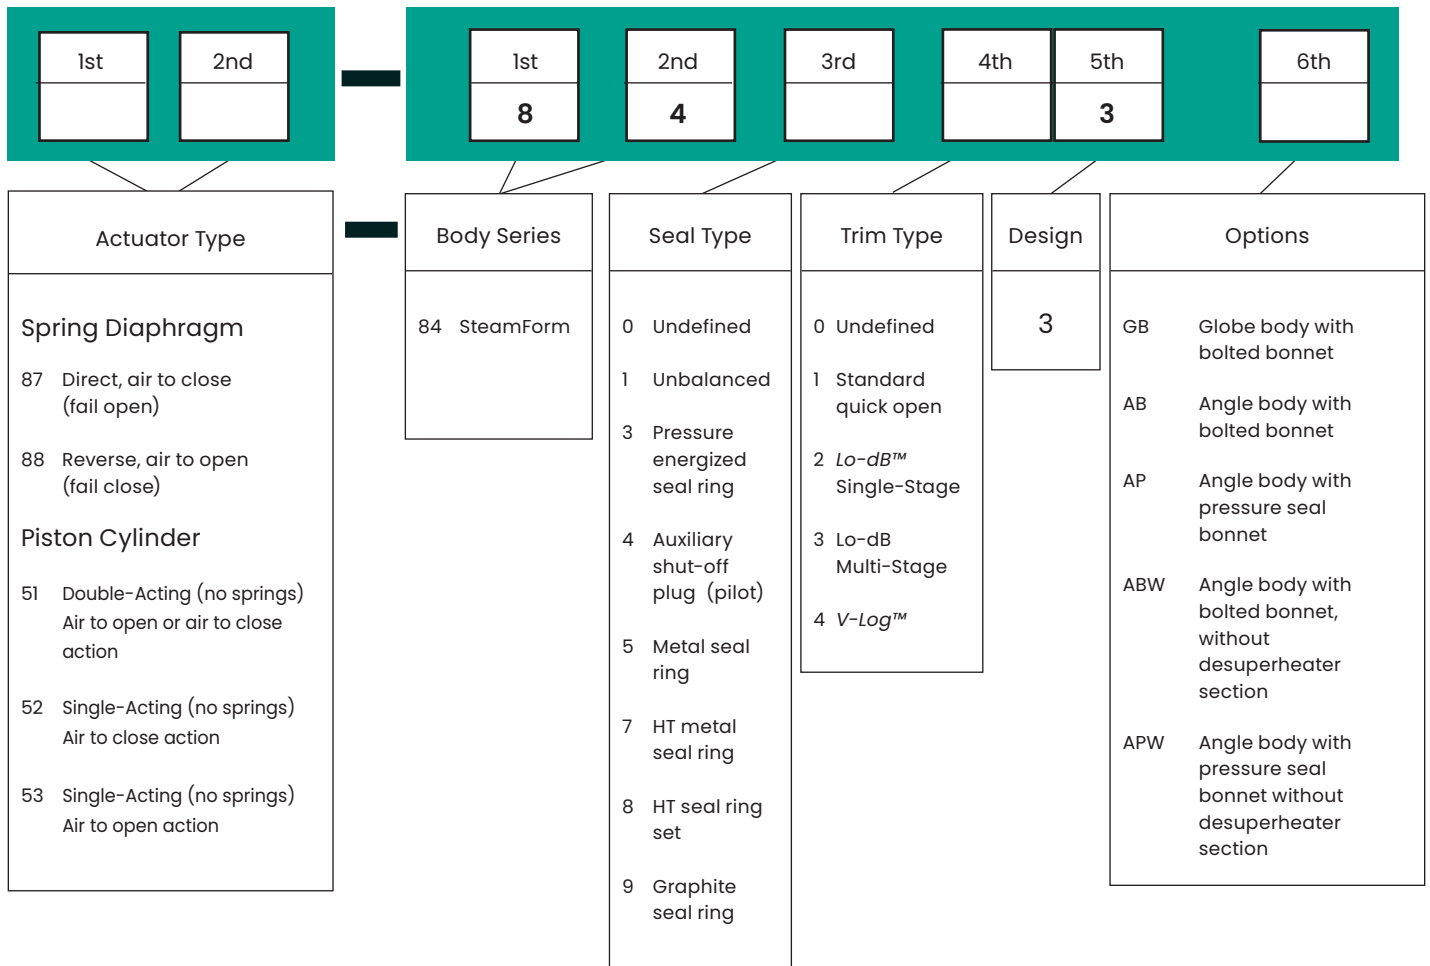 1st
2nd
1st
2nd
3rd
4th
5th
6th
8
4
3
Actuator Type
Spring Diaphragm
87 Direct, air to close
(fail open)
88 Reverse, air to open
(fail close)
Piston Cylinder
51 Double-Acting (no springs)
Air to open or air to close
action
52 Single-Acting (no springs)
Air to close action
53 Single-Acting (no springs)
Air to open action
Body Series
84 SteamForm
Seal Type
0 Undefined
1 Unbalanced
3 Pressure
energized
seal ring
4 Auxiliary
shut-off
plug (pilot)
5 Metal seal
ring
7 HT metal
seal ring
8 HT seal ring
set
9 Graphite
seal ring
Trim Type
0 Undefined
1 Standard
quick open
2 Lo-dB™
Single-Stage
3 Lo-dB
Multi-Stage
4 V-Log™
Design
3
Options
GB Globe body with
bolted bonnet
AB Angle body with
bolted bonnet
AP Angle body with
pressure seal
bonnet
ABW Angle body with
bolted bonnet,
without
desuperheater
section
APW Angle body with
pressure seal
bonnet without
desuperheater
section